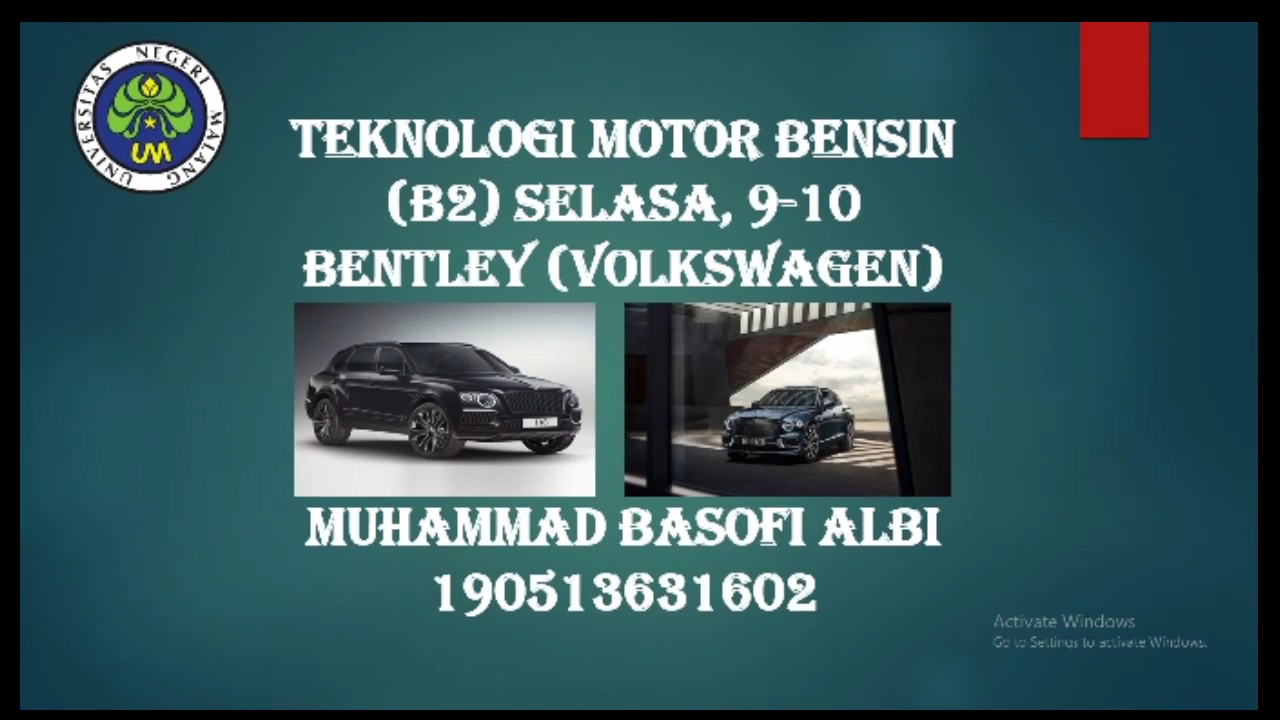 UNIVERSITAS NEGERI MALANG
UM
TEKNOLOGI MOTOR BENSIN
(B2) SELASA, 9-10
BENTLEY (VOLKSWAGEN)
MUHAMMAD BASOFI ALBI
190513631602
Activate Windows
Go to Settings to activate Windows.